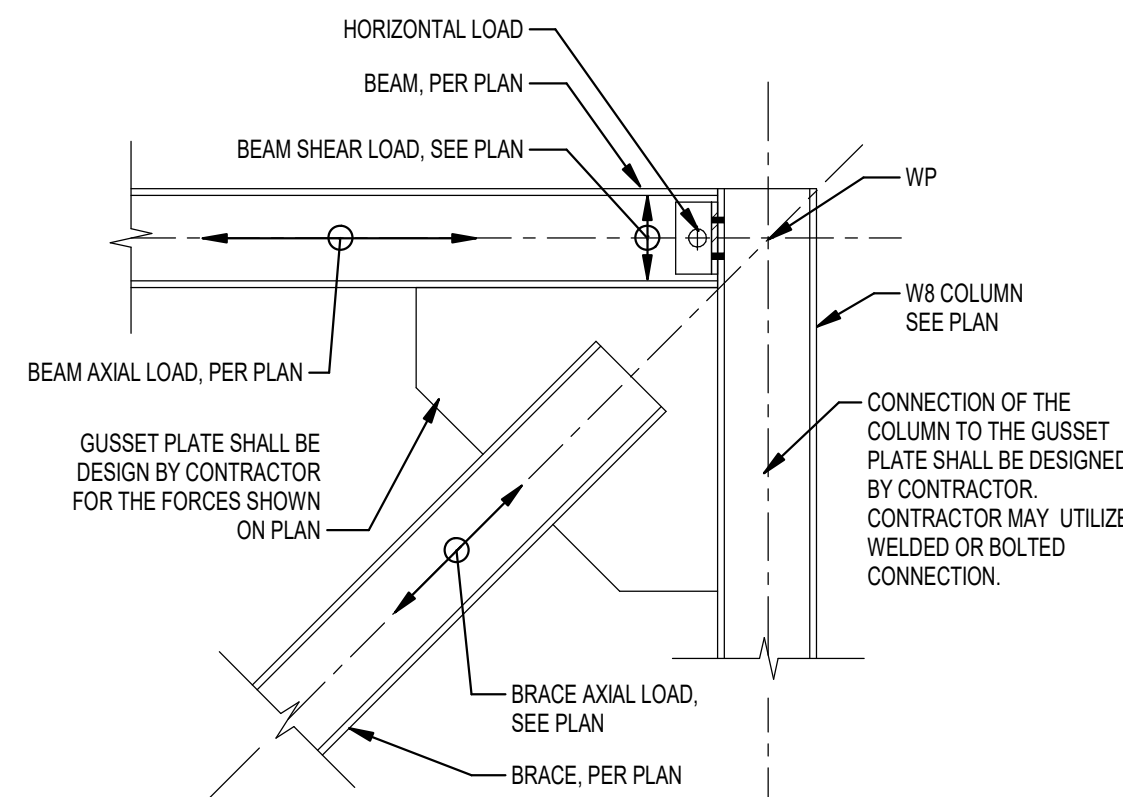 HORIZONTAL LOAD
BEAM, PER PLAN
BEAM SHEAR LOAD, SEE PLAN
WP
W8 COLUMN
SEE PLAN
BEAM AXIAL LOAD, PER PLAN
GUSSET PLATE SHALL BE
DESIGN BY CONTRACTOR
FOR THE FORCES SHOWN
ON PLAN
CONNECTION OF THE
COLUMN TO THE GUSSET
PLATE SHALL BE DESIGNED
BY CONTRACTOR.
CONTRACTOR MAY UTILIZE
WELDED OR BOLTED
CONNECTION.
BRACE AXIAL LOAD,
SEE PLAN
BRACE, PER PLAN